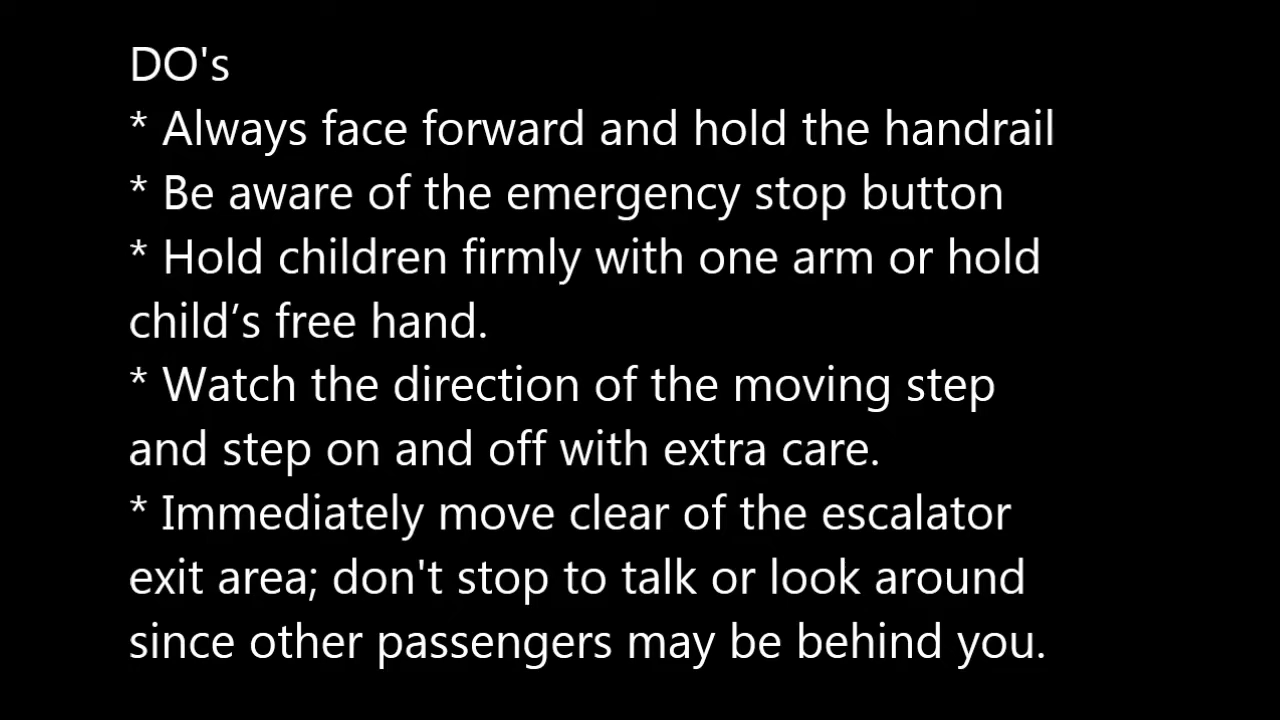 DO's
* Always face forward and hold the handrail
* Be aware of the emergency stop button
* Hold children firmly with one arm or hold
child’s free hand.
* Watch the direction of the moving step
and step on and off with extra care.
* Immediately move clear of the escalator
exit area; don't stop to talk or look around
since other passengers may be behind you.